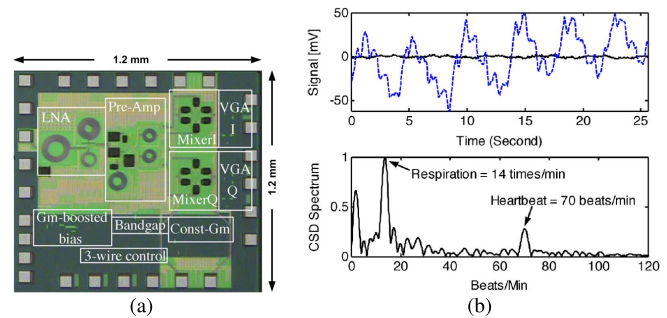 1.2 mm
LNA
Pre-Amp
VGA
I
MixerI
VGA
Q
MixerQ
Gm-boosted
bias
Bandgap
Const-Gm
3-wire control
1.2 mm
(a)
Signal [mV]
50
0
-50
0 5 10 15 20 25
Time (Second)
CSD Spectrum
1
0.5
0
Respiration = 14 times/min
Heartbeat = 70 beats/min
0 20 40 60 80 100 120
Beats/Min
(b)